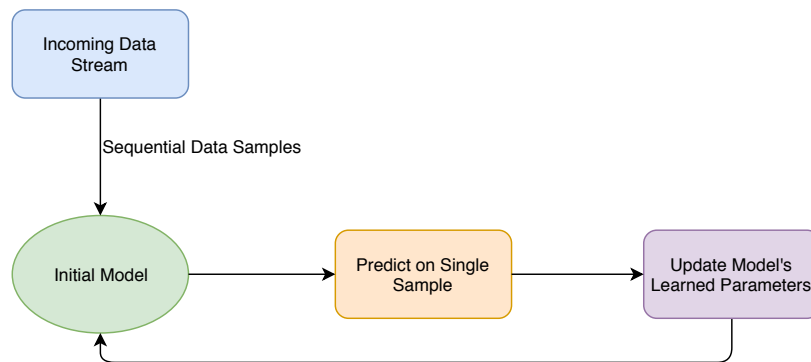 Incoming Data
Stream
Sequential Data Samples
Initial Model
Predict on Single
Sample
Update Model's
Learned Parameters